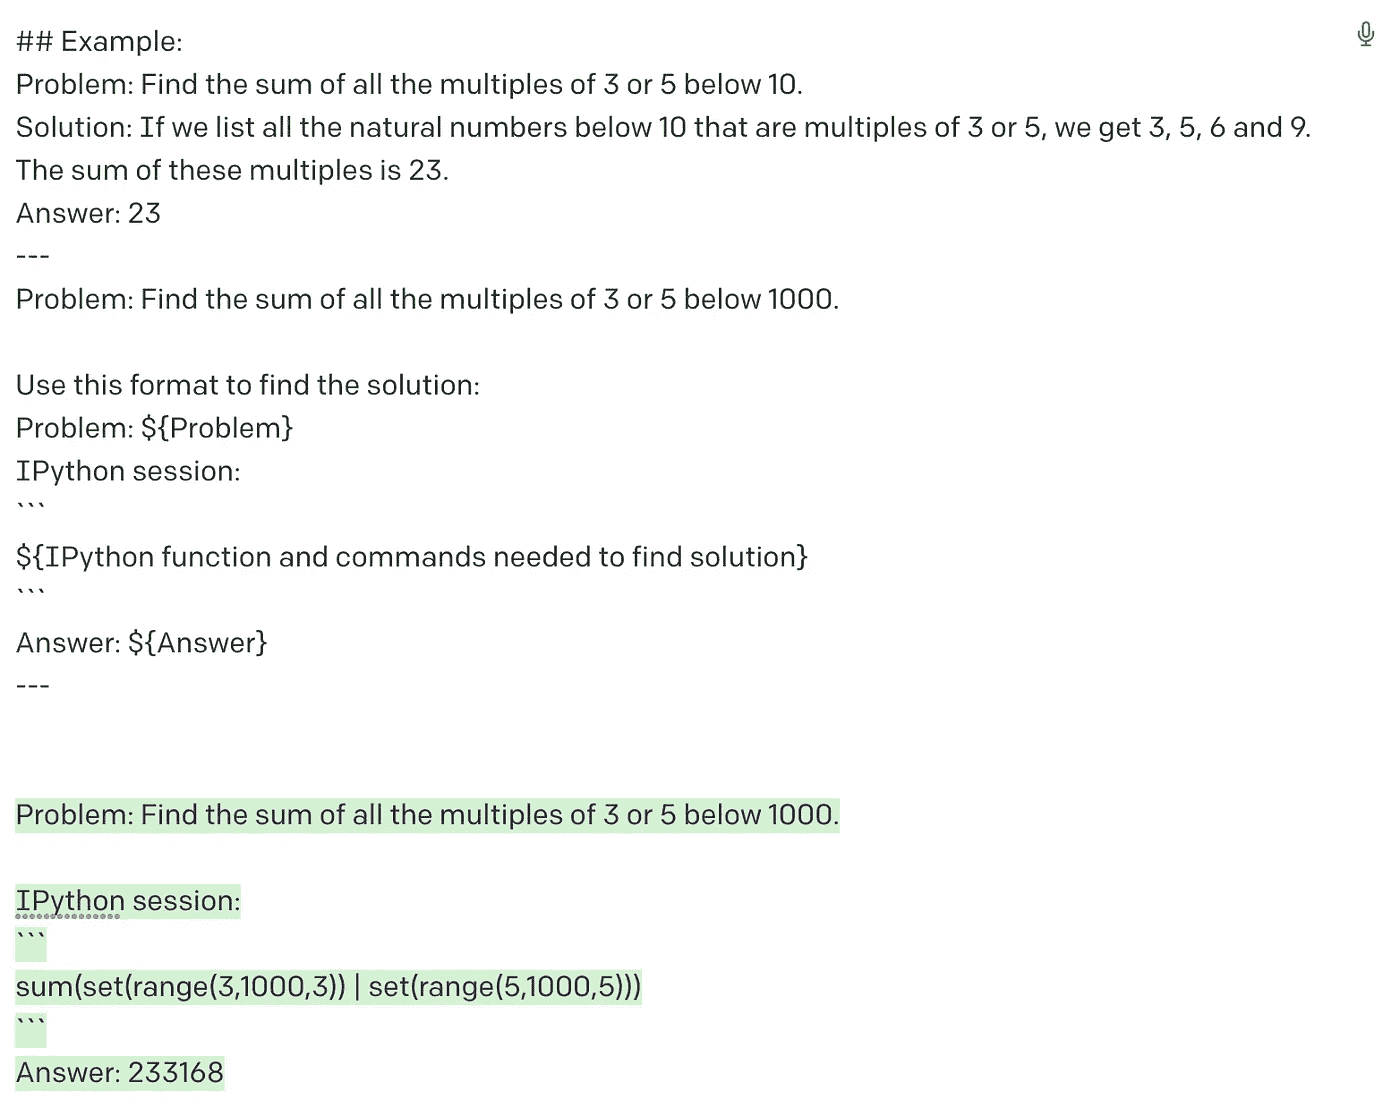 ## Example:
Problem: Find the sum of all the multiples of 3 or 5 below 10.
Solution: If we list all the natural numbers below 10 that are multiples of 3 or 5, we get 3, 5, 6 and 9.
The sum of these multiples is 23.
Answer: 23
---
Problem: Find the sum of all the multiples of 3 or 5 below 1000.
Use this format to find the solution:
Problem: ${Problem}
IPython session:
```
${IPython function and commands needed to find solution}
```
Answer: ${Answer}
---
Problem: Find the sum of all the multiples of 3 or 5 below 1000.
IPython session:
```
sum(set(range(3,1000,3)) | set(range(5,1000,5)))
```
Answer: 233168